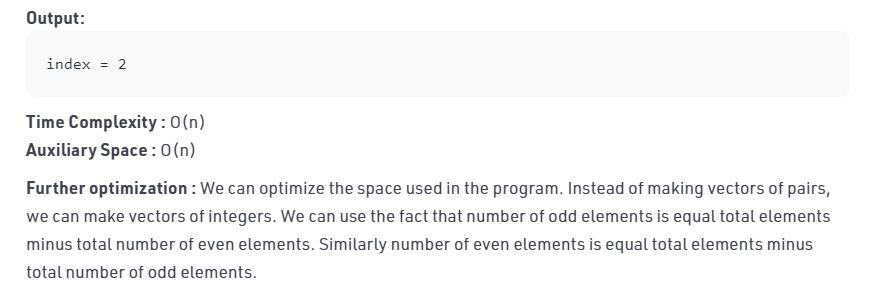 Output:
index = 2
Time Complexity : O(n)
Auxiliary Space : O(n)
Further optimization : We can optimize the space used in the program. Instead of making vectors of pairs,
we can make vectors of integers. We can use the fact that number of odd elements is equal total elements
minus total number of even elements. Similarly number of even elements is equal total elements minus
total number of odd elements.